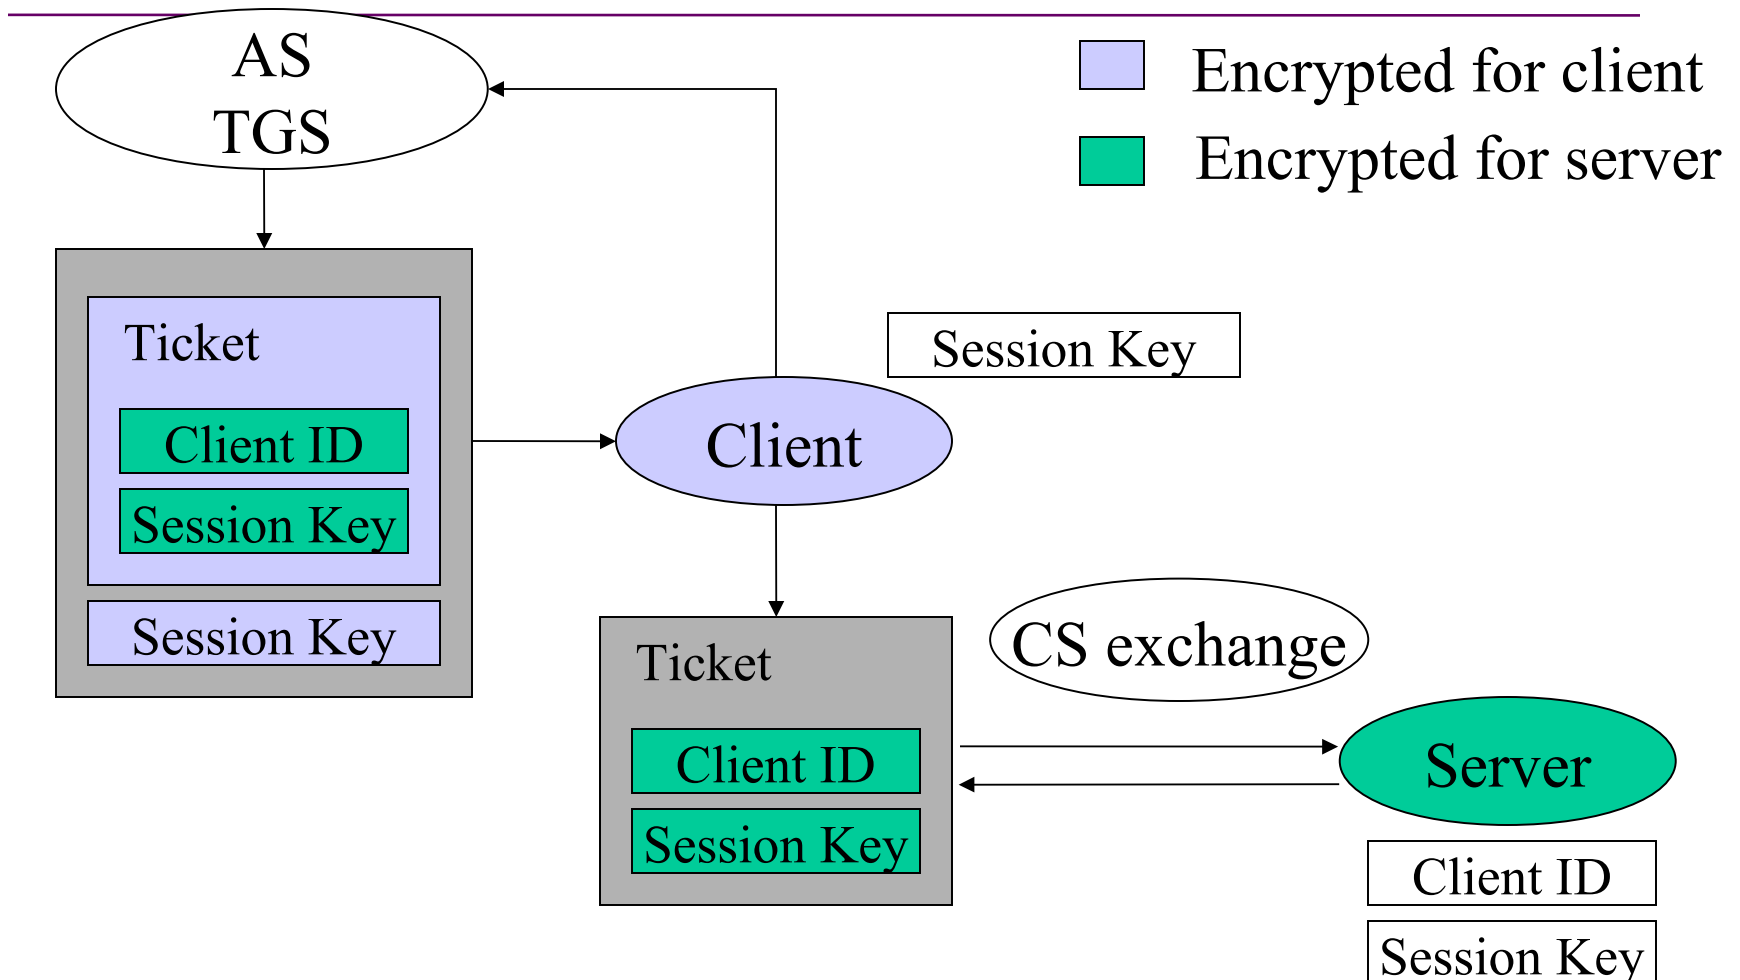 AS
TGS
Encrypted for client
Encrypted for server
Ticket
Client ID
Session Key
Session Key
Session Key
Client
Ticket
Client ID
Session Key
CS exchange
Server
Client ID
Session Key